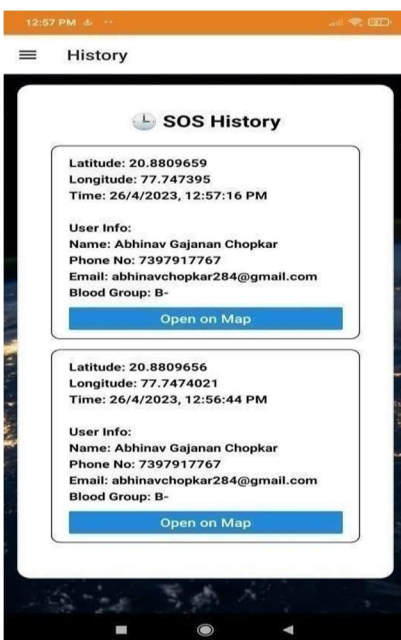 12:57 PM
History
SOS History
Latitude: 20.8809659
Longitude: 77.747395
Time: 26/4/2023, 12:57:16 PM
User Info:
Name: Abhinav Gajanan Chopkar
Phone No: 7397917767
Email: abhinavchopkar284@gmail.com
Blood Group: B-
Open on Map
Latitude: 20.8809656
Longitude: 77.7474021
Time: 26/4/2023, 12:56:44 PM
User Info:
Name: Abhinav Gajanan Chopkar
Phone No: 7397917767
Email: abhinavchopkar284@gmail.com
Blood Group: B-
Open on Map